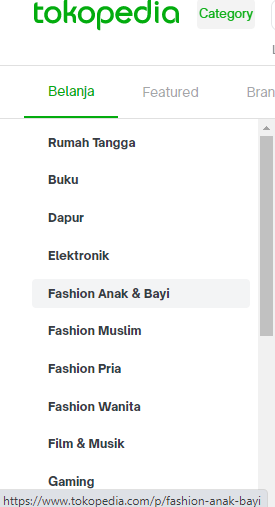 tokopedia
Category
Belanja Featured
Rumah Tangga
Buku
Dapur
Elektronik
Fashion Anak & Bayi
Fashion Muslim
Fashion Pria
Fashion Wanita
Film & Musik
Gaming
https://www.tokopedia.com/p/fashion-anak-bayi